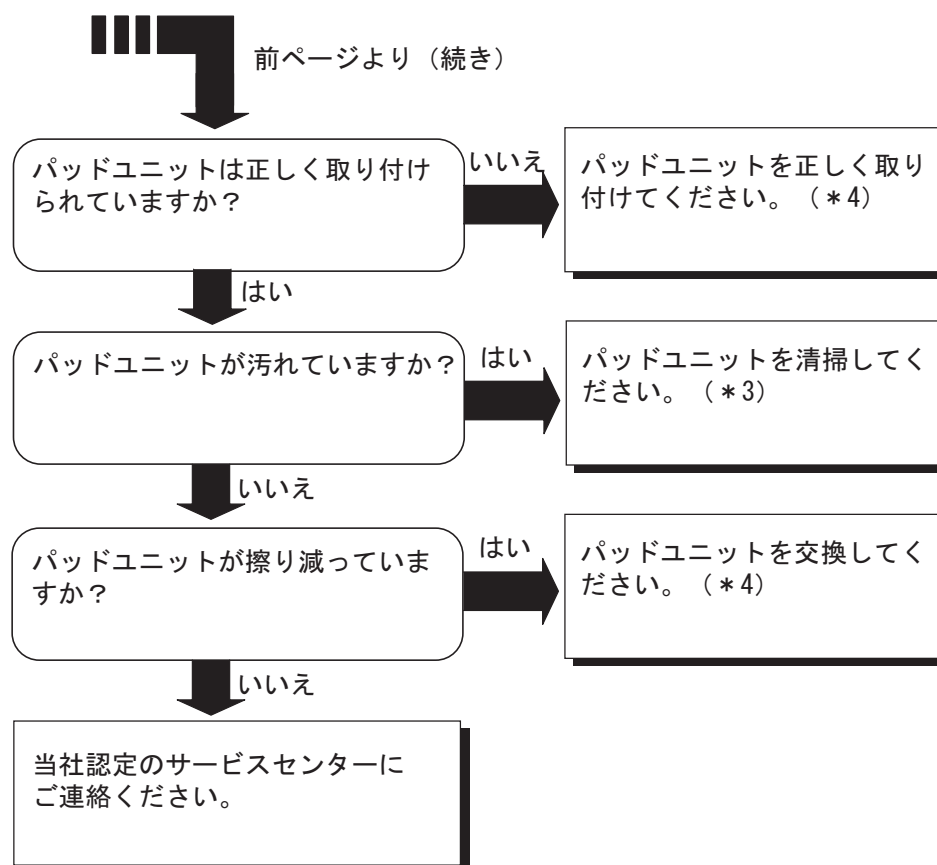 前ページより（続き）
パッドユニットは正しく取り付け
られていますか？
いいえ
パッドユニットを正しく取り
付けてください。（＊4）
はい
パッドユニットが汚れていますか？
はい
パッドユニットを清掃してく
ださい。（＊3）
いいえ
パッドユニットが擦り減っていま
すか？
はい
パッドユニットを交換してく
ださい。（＊4）
いいえ
当社認定のサービスセンターに
ご連絡ください。